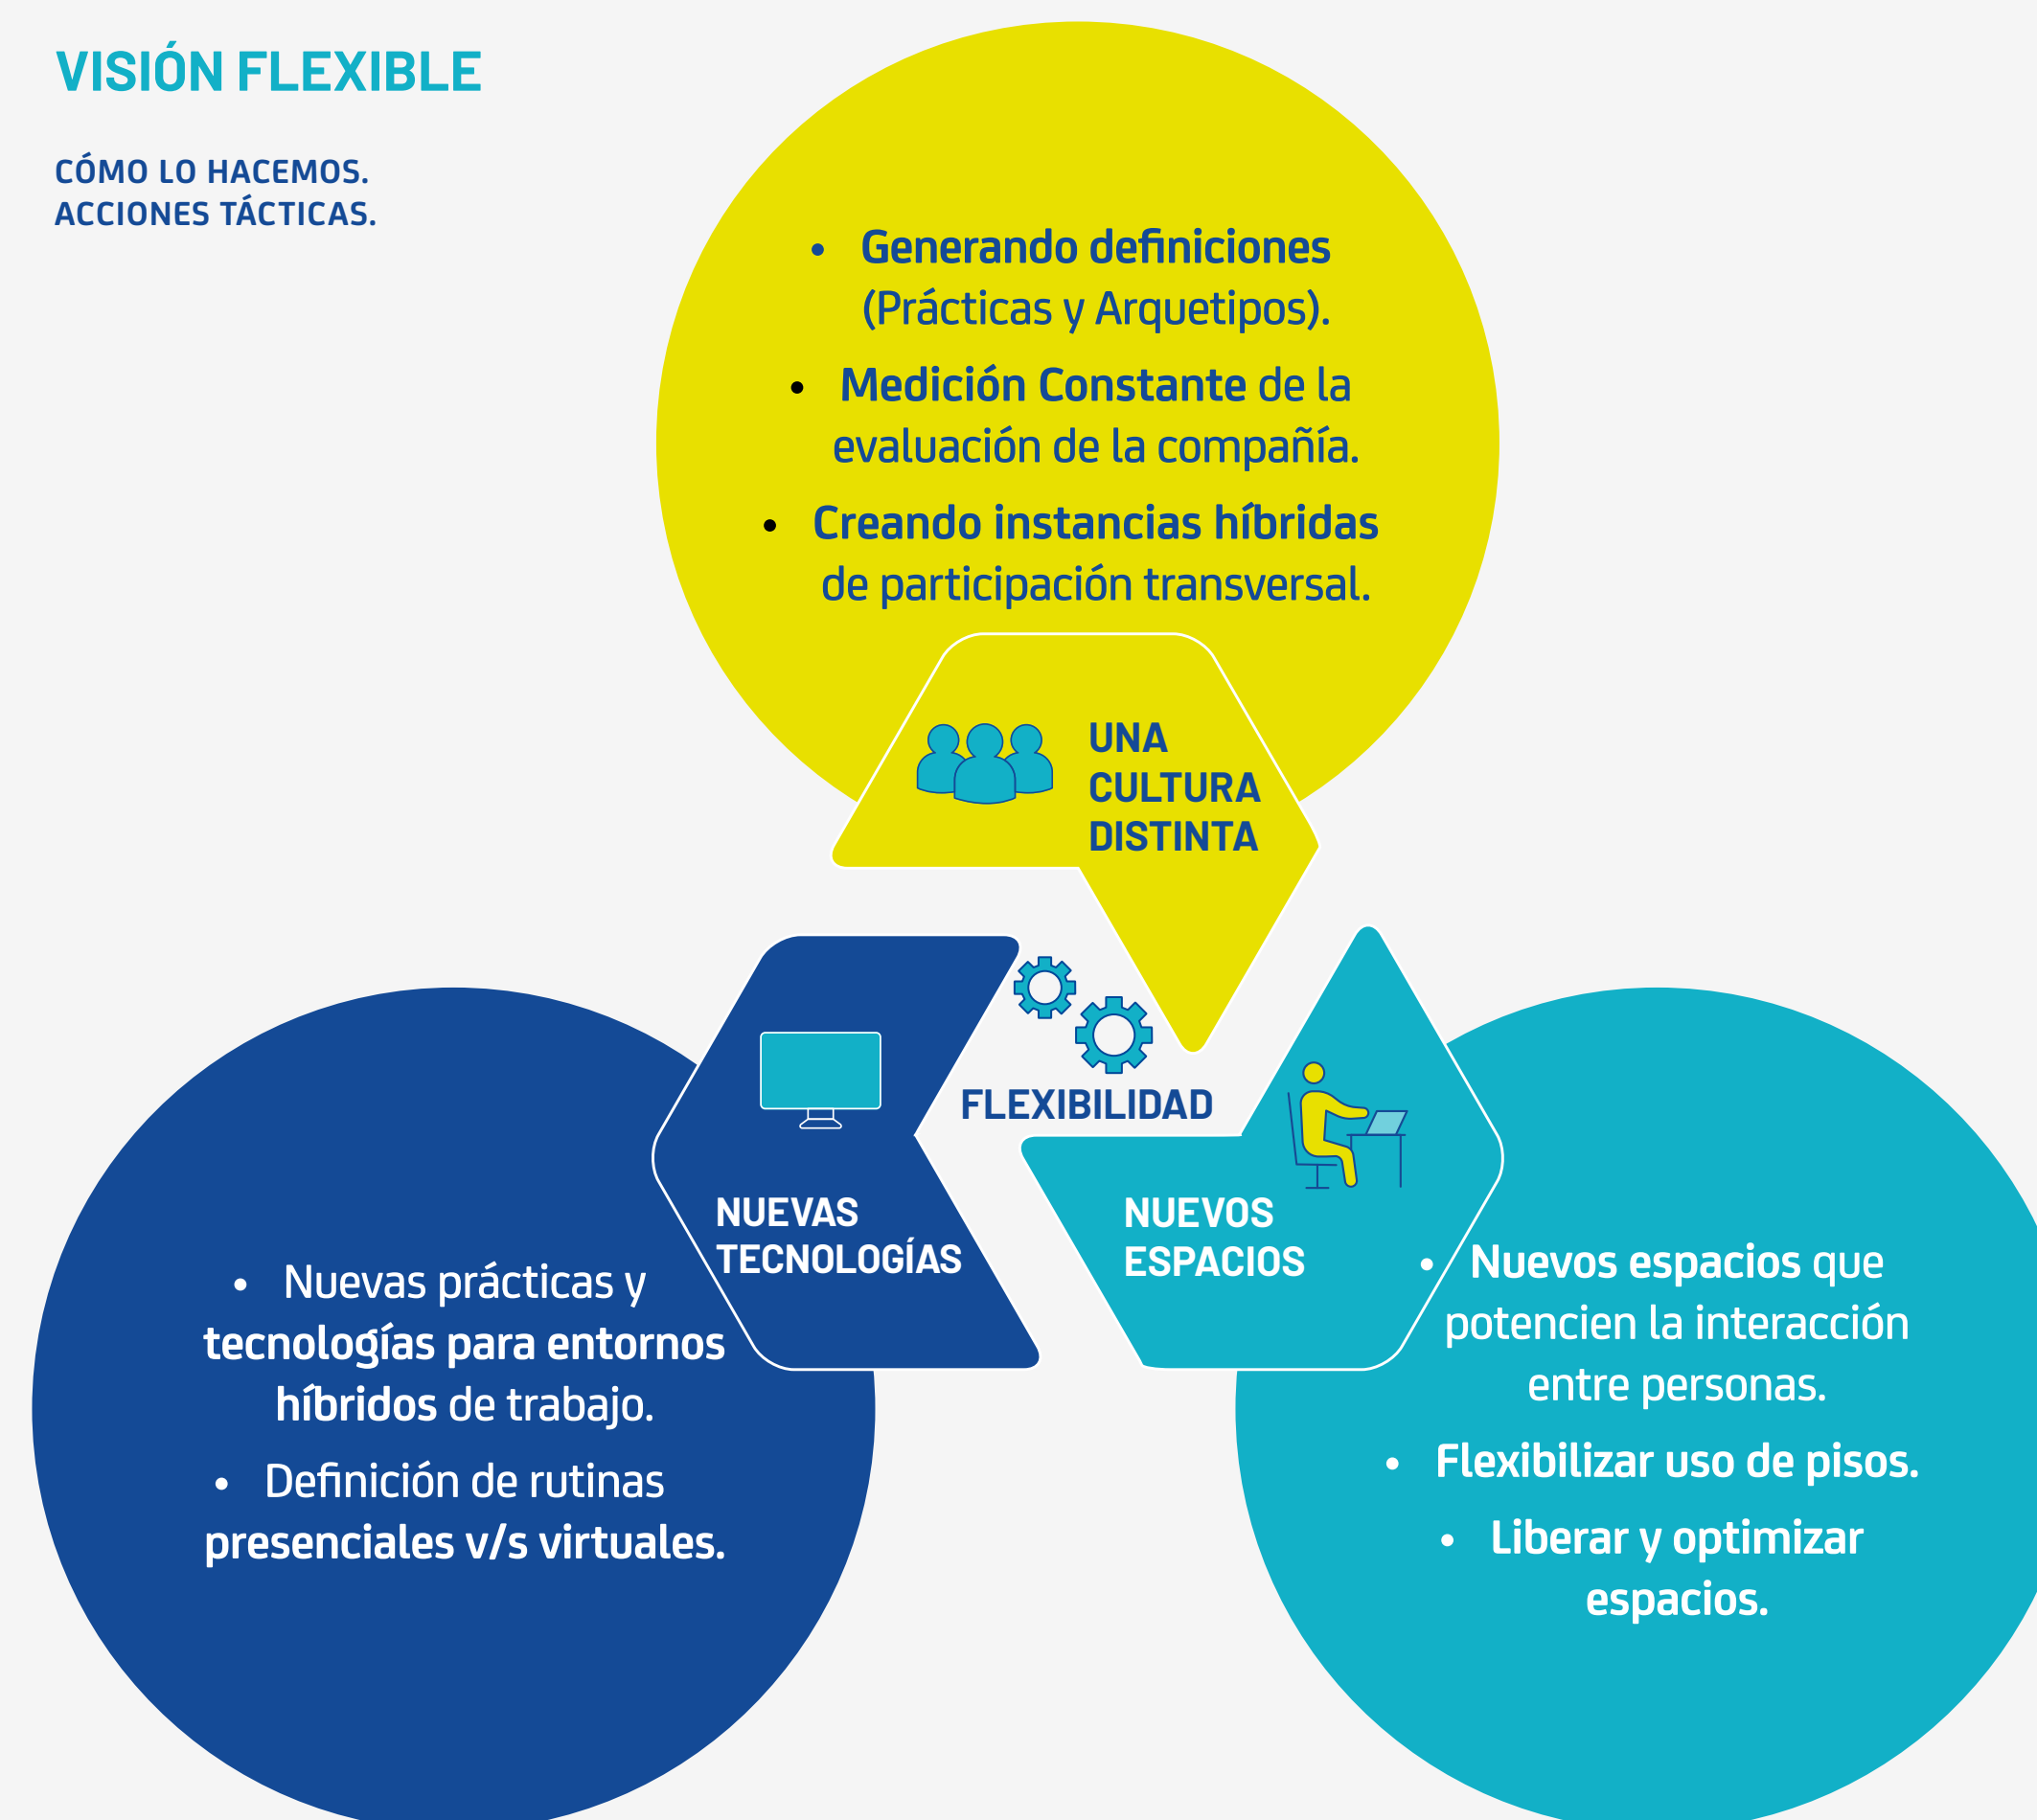 VISIÓN FLEXIBLE
CÓMO LO HACEMOS.
ACCIONES TÁCTICAS.
• Generando definiciones
(Prácticas y Arquetipos).
• Medición Constante de la
evaluación de la compañía.
• Creando instancias híbridas
de participación transversal.
UNA
CULTURA
DISTINTA
FLEXIBILIDAD
NUEVAS
TECNOLOGÍAS
• Nuevas prácticas y
tecnologías para entornos
híbridos de trabajo.
• Definición de rutinas
presenciales v/s virtuales.
NUEVOS
ESPACIOS
• Nuevos espacios que
potencien la interacción
entre personas.
• Flexibilizar uso de pisos.
• Liberar y optimizar
espacios.